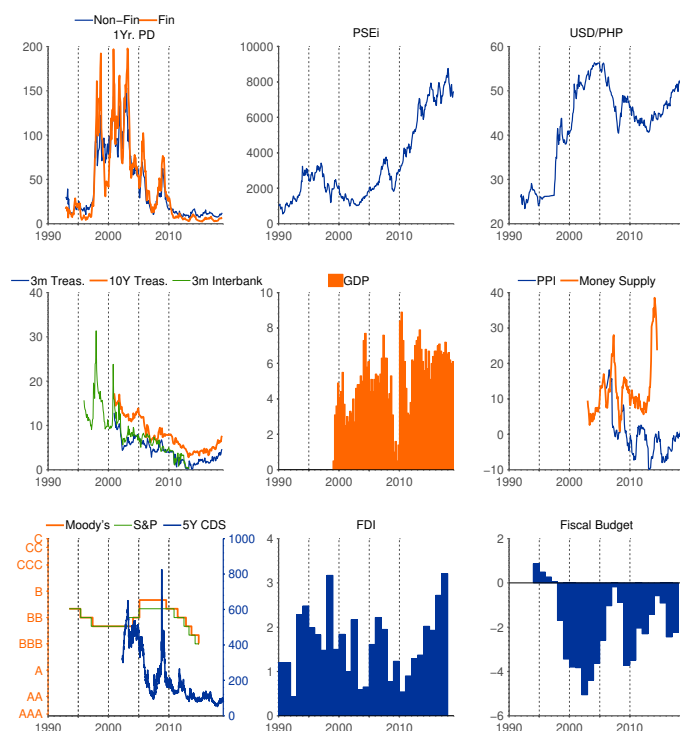 Non-Fin Fin
1Yr. PD
200
150
100
50
0
1990 2000 2010
PSEi
10000
8000
6000
4000
2000
0
1990 2000 2010
USD/PHP
60
50
40
30
20
1990 2000 2010
3m Treas. 10Y Treas. 3m Interbank
40
30
20
10
0
1990 2000 2010
GDP
10
8
6
4
2
0
1990 2000 2010
PPI Money Supply
40
30
20
10
0
−10
1990 2000 2010
Moody's S&P 5Y CDS
C
CC
CCC
B
BB
BBB
A
AA
AAA
1000
800
600
400
200
0
1990 2000 2010
FDI
4
3
2
1
0
1990 2000 2010
Fiscal Budget
2
0
−2
−4
−6
1990 2000 2010